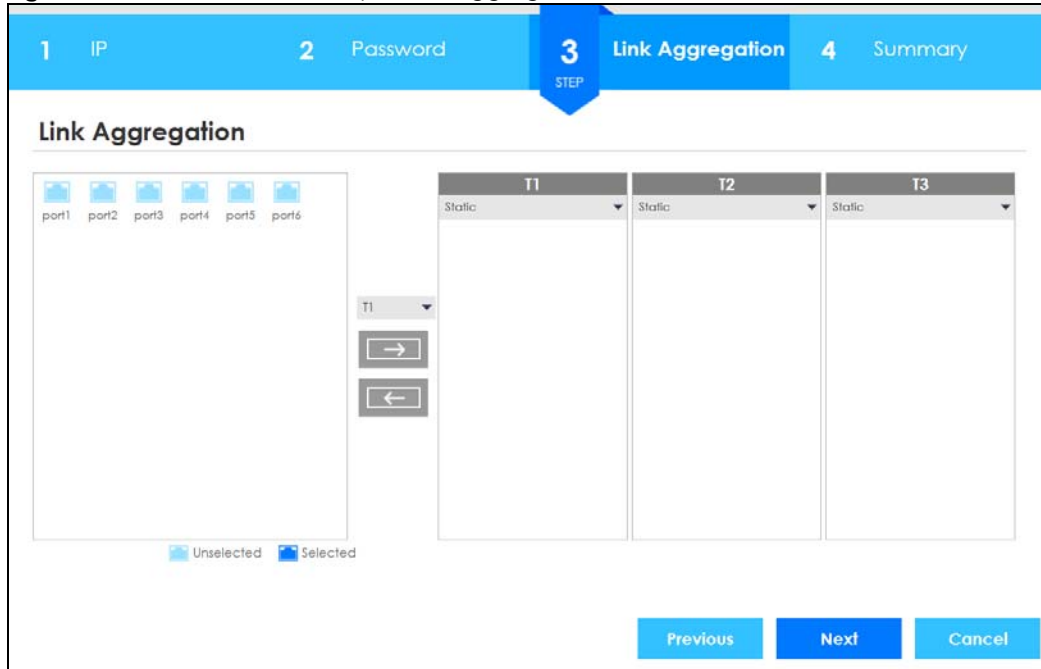 1 IP 2 Password 3 Link Aggregation 4 Summary
STEP
Link Aggregation
T1 T2 T3
Static Static Static
port1 port2 port3 port4 port5 port6
T1
Unselected Selected
Previous Next Cancel